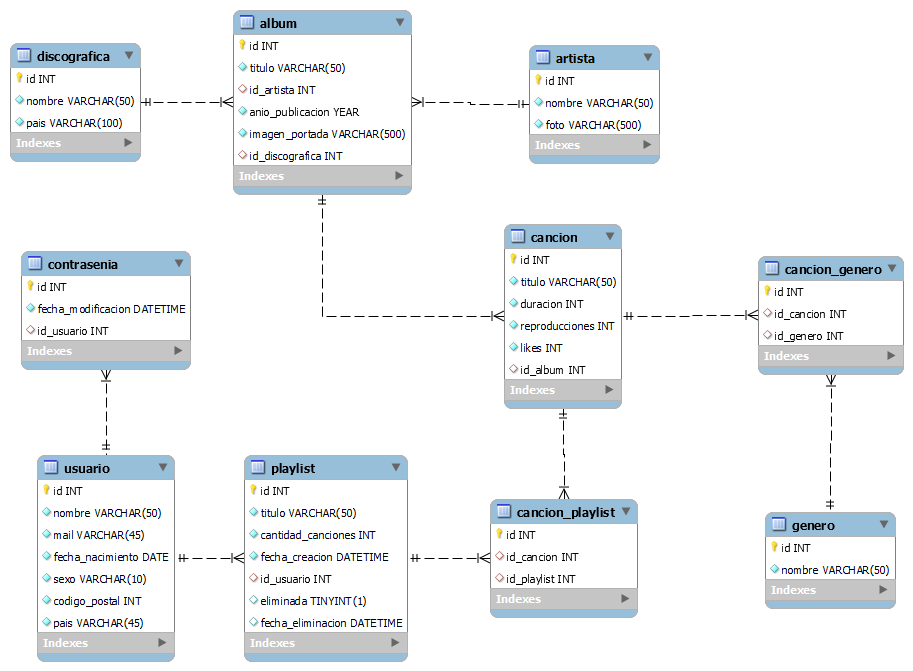 discografica
id INT
nombre VARCHAR(50)
pais VARCHAR(100)
Indexes
album
id INT
titulo VARCHAR(50)
id_artista INT
anio_publicacion YEAR
imagen_portada VARCHAR(500)
id_discografica INT
Indexes
artista
id INT
nombre VARCHAR(50)
foto VARCHAR(500)
Indexes
contrasenia
id INT
fecha_modificacion DATETIME
id_usuario INT
Indexes
cancion
id INT
titulo VARCHAR(50)
duracion INT
reproducciones INT
likes INT
id_album INT
Indexes
cancion_genero
id INT
id_cancion INT
id_genero INT
Indexes
usuario
id INT
nombre VARCHAR(50)
mail VARCHAR(45)
fecha_nacimiento DATE
sexo VARCHAR(10)
codigo_postal INT
pais VARCHAR(45)
Indexes
playlist
id INT
titulo VARCHAR(50)
cantidad_canciones INT
fecha_creacion DATETIME
id_usuario INT
eliminada TINYINT(1)
fecha_eliminacion DATETIME
Indexes
cancion_playlist
id INT
id_cancion INT
id_playlist INT
Indexes
genero
id INT
nombre VARCHAR(50)
Indexes